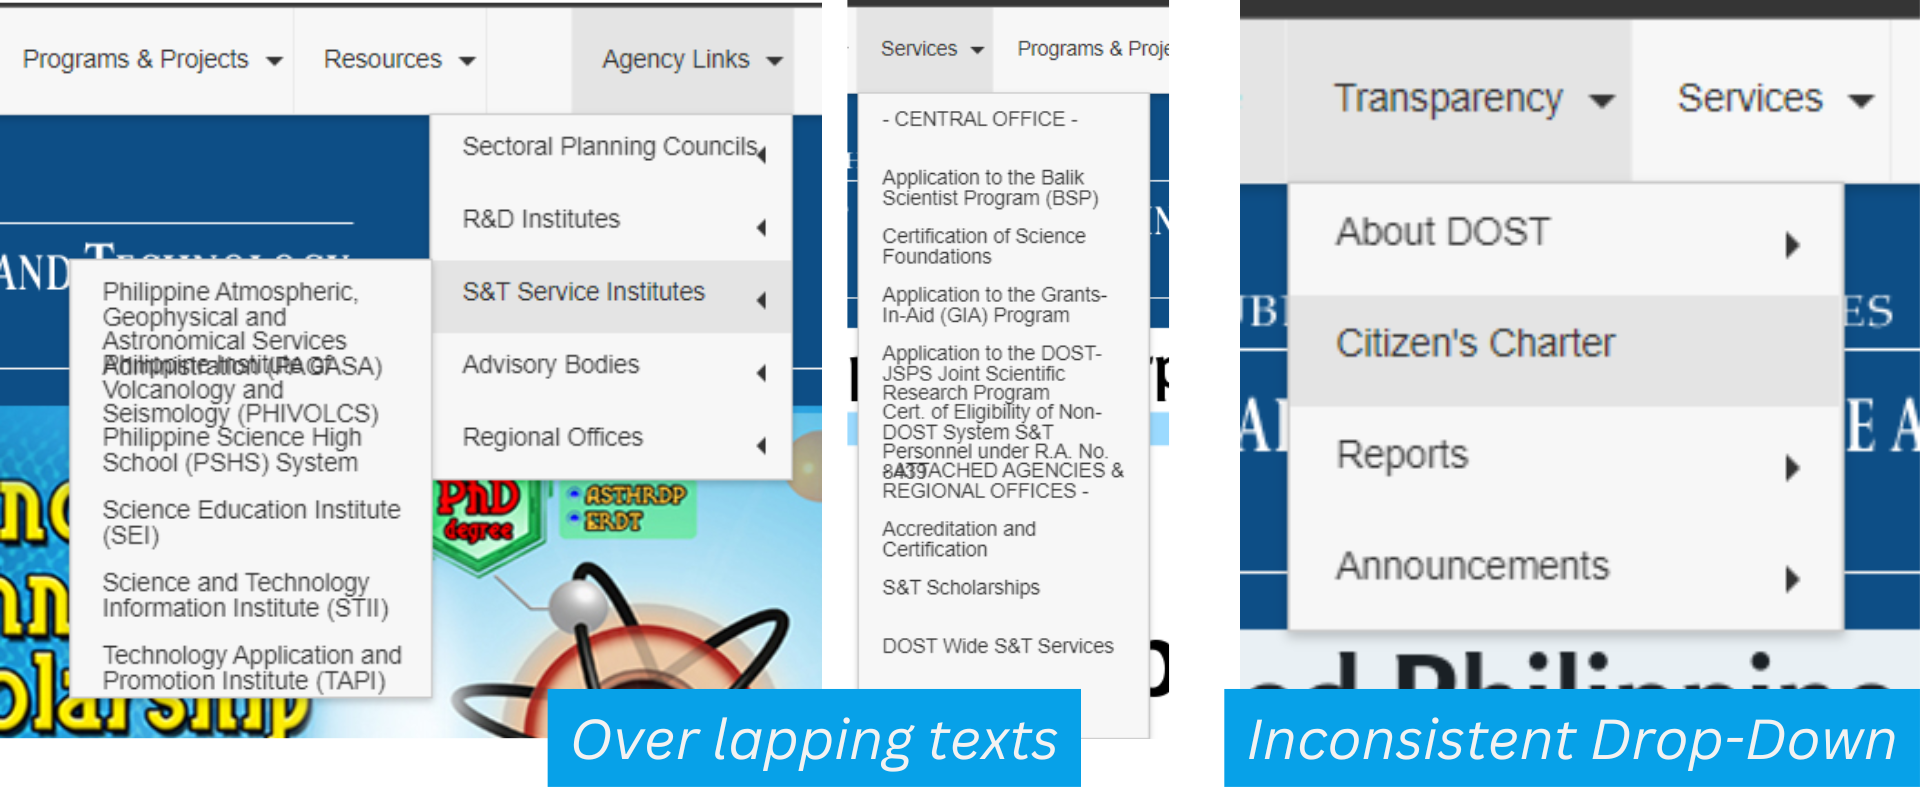 Programs & Projects
Resources
Agency Links
Sectoral Planning Councils
R&D Institutes
S&T Service Institutes
Advisory Bodies
Regional Offices
AND TECHNOLOGY
Philippine Atmospheric,
Geophysical and
Astronomical Services
Administration (PAGASA)
Philippine Institute of
Volcanology and
Seismology (PHIVOLCS)
Philippine Science High
School (PSHS) System
Science Education Institute
(SEI)
Science and Technology
Information Institute (STII)
Technology Application and
Promotion Institute (TAPI)
PhD
degree
ASTHRDP
ERDT
olarship
Over lapping texts
Services
Programs & Proje
- CENTRAL OFFICE -
Application to the Balik
Scientist Program (BSP)
Certification of Science
Foundations
Application to the Grants-
In-Aid (GIA) Program
Application to the DOST-
JSPS Joint Scientific
Research Program
Cert. of Eligibility of Non-
DOST System S&T
Personnel under R.A. No.
8439
- ATTACHED AGENCIES &
REGIONAL OFFICES -
Accreditation and
Certification
S&T Scholarships
DOST Wide S&T Services
Transparency
Services
About DOST
Citizen's Charter
Reports
Announcements
ed Philippine
Inconsistent Drop-Down